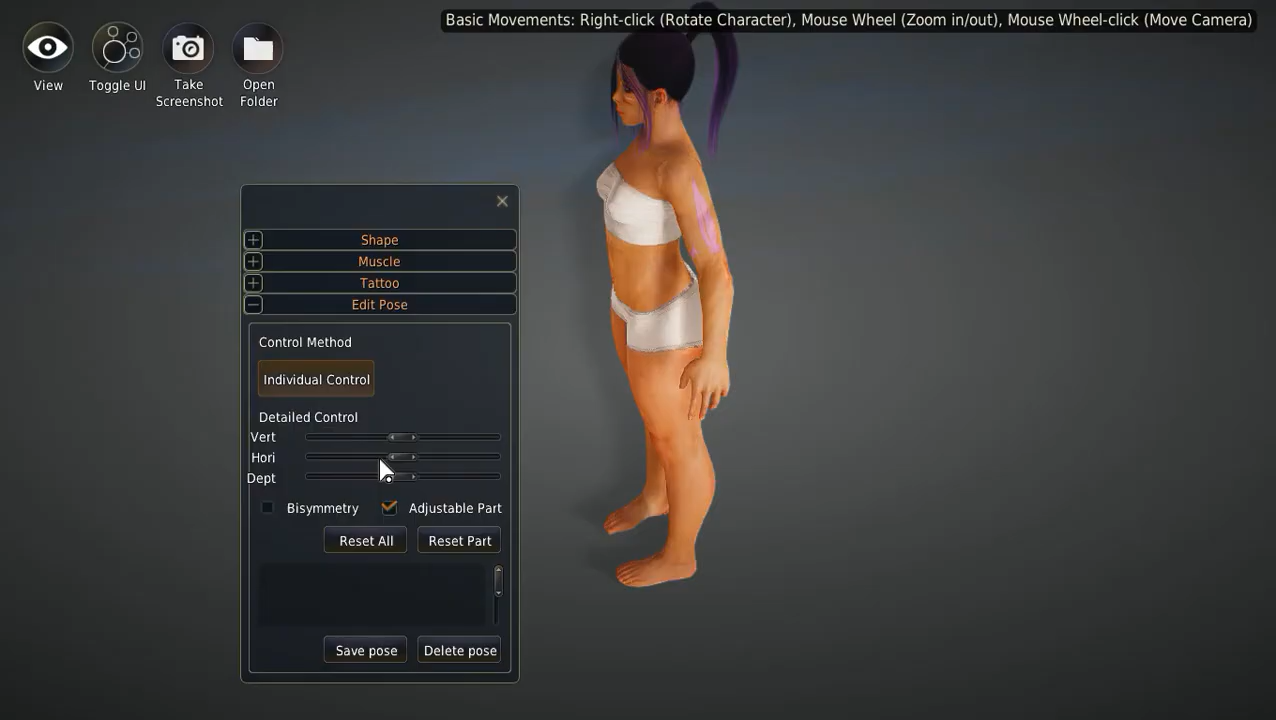 Basic Movements: Right-click (Rotate Character), Mouse Wheel (Zoom in/out), Mouse Wheel-click (Move Camera)
View
Toggle UI
Take
Screenshot
Open
Folder
Shape
Muscle
Tattoo
Edit Pose
Control Method
Individual Control
Detailed Control
Vert
Hori
Dept
Bisymmetry
Adjustable Part
Reset All
Reset Part
Save pose
Delete pose